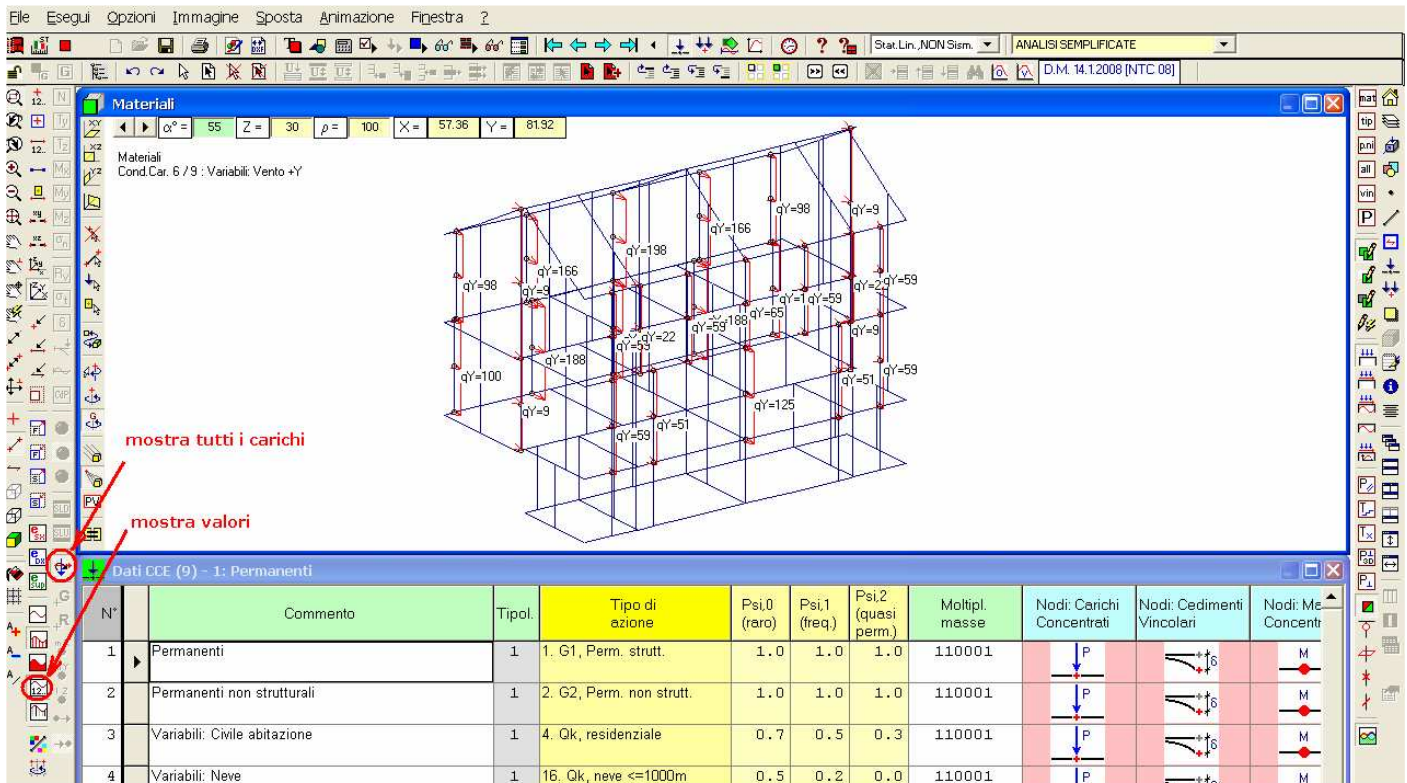 File Esegui Opzioni Immagine Sposta Animazione Finestra ?
Stat.Lin.,NON Sism. ANALISI SEMPLIFICATE
D.M. 14.1.2008 [NTC 08]
Materiali
α° = 55 Z = 30 ρ = 100 X = 57.36 Y = 81.92
Materiali
Cond.Car. 6 / 9 : Variabili: Vento +Y
qY=98 qY=9
qY=166
qY=198
qY=166
qY=98 qY=9 qY=59
qY=59
qY=65
qY=59 188 qY=9
qY=22
qY=188
qY=100 qY=51 qY=59
qY=9 qY=125
qY=51
qY=59
mostra tutti i carichi
mostra valori
Dati CCE (9) - 1: Permanenti
N° Commento Tipol. Tipo di azione Psi,0 (raro) Psi,1 (freq.) Psi,2 (quasi perm.) Moltipl. masse Nodi: Carichi Concentrati Nodi: Cedimenti Vincolari Nodi: Ma Concentr
1 Permanenti 1 1. G1, Perm. strutt. 1.0 1.0 1.0 110001 P δ M
2 Permanenti non strutturali 1 2. G2, Perm. non strutt. 1.0 1.0 1.0 110001 P δ M
3 Variabili: Civile abitazione 1 4. Qk, residenziale 0.7 0.5 0.3 110001 P δ M
4 Variabili: Neve 1 16. Qk, neve <=1000m 0.5 0.2 0.0 110001 P M